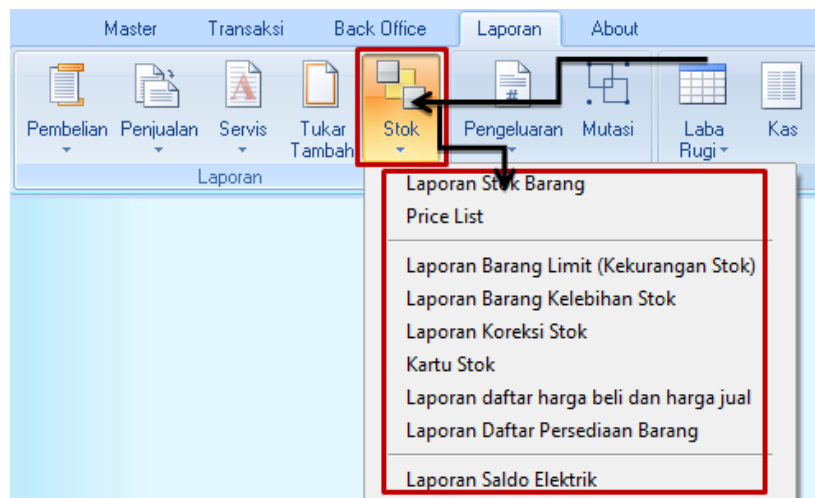 Master Transaksi Back Office Laporan About
Pembelian Penjualan Servis Tukar Tambah Stok Pengeluaran Mutasi Laba Rugi Kas
Laporan
Laporan Stok Barang
Price List
Laporan Barang Limit (Kekurangan Stok)
Laporan Barang Kelebihan Stok
Laporan Koreksi Stok
Kartu Stok
Laporan daftar harga beli dan harga jual
Laporan Daftar Persediaan Barang
Laporan Saldo Elektrik